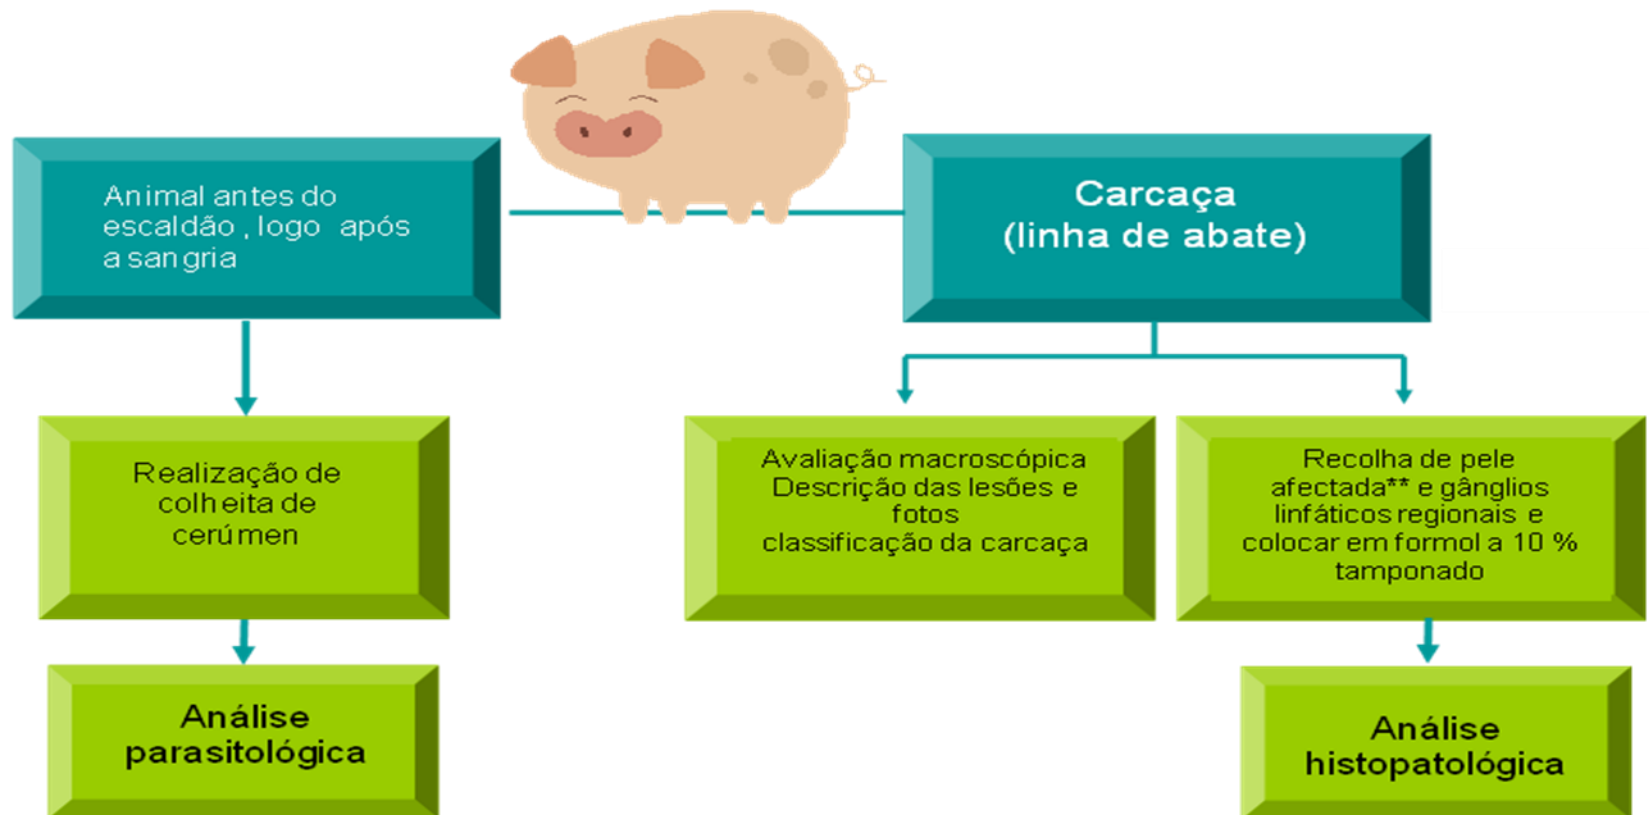 Animal antes do
escaldão , logo após
a sangria
Carcaça
(linha de abate)
Realização de
colheita de
cerúmen
Avaliação macroscópica
Descrição das lesões e
fotos
classificação da carcaça
Recolha de pele
afectada** e gânglios
linfáticos regionais e
colocar em formol a 10 %
tamponado
Análise
parasitológica
Análise
histopatológica